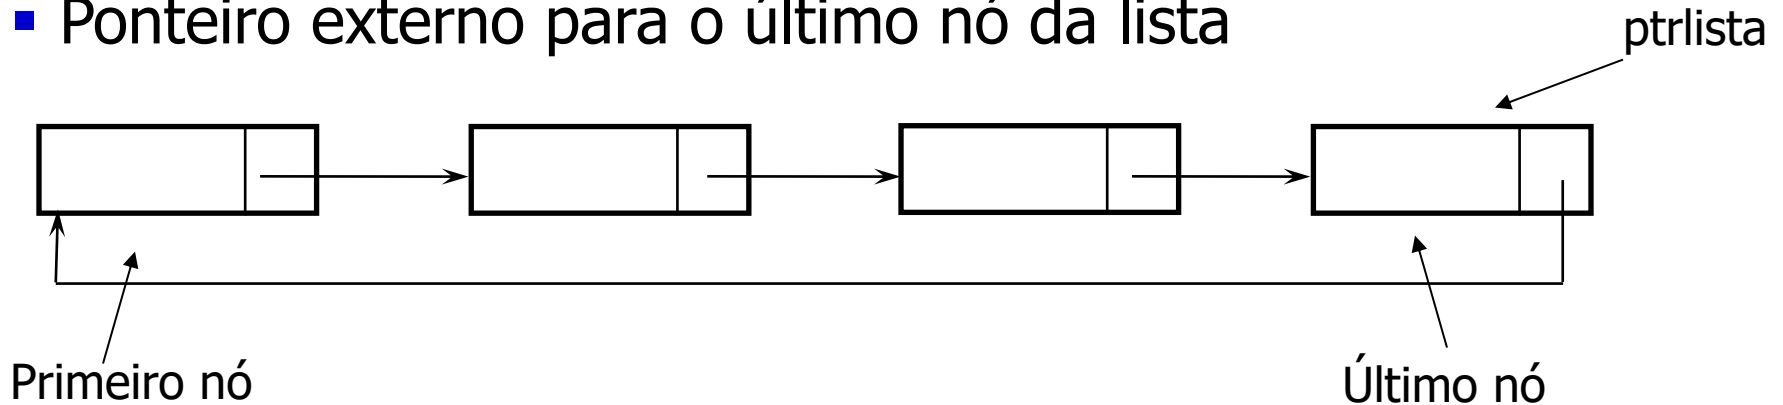 Ponteiro externo para o último nó da lista
ptrlista
Primeiro nó
Último nó